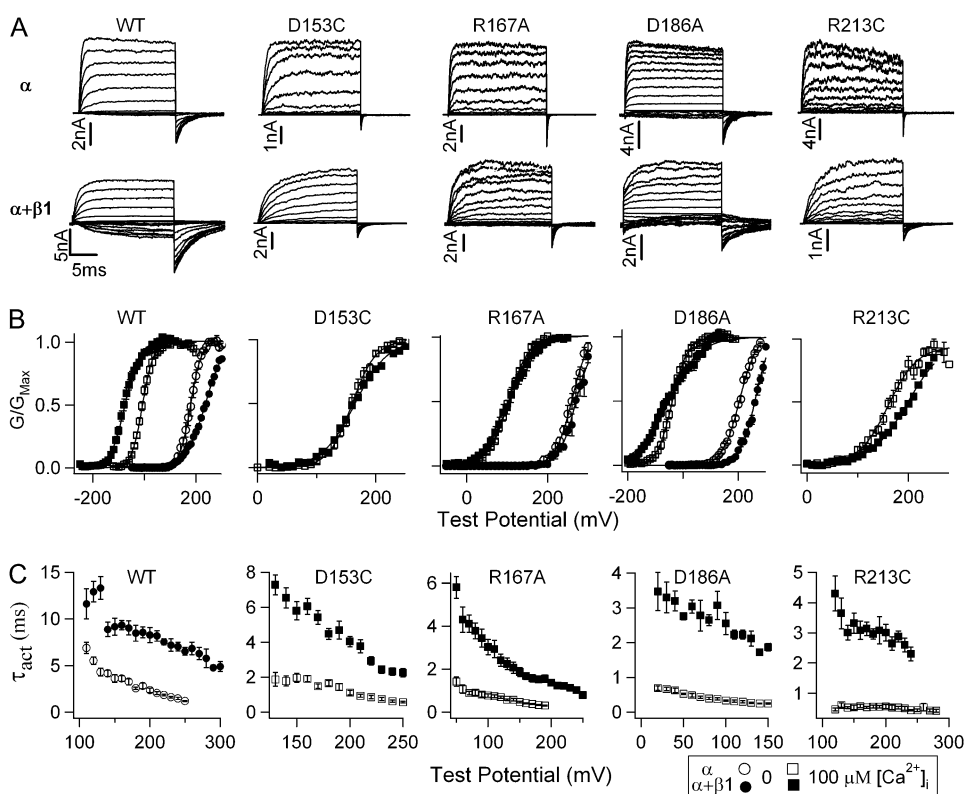 A
WT D153C R167A D186A R213C
α
2nA 1nA 2nA 4nA 4nA
α+β1
5nA 5ms 2nA 2nA 2nA 1nA
B
WT D153C R167A D186A R213C
G/GMax
1.0
0.5
0.0
-200 0 200 0 200 0 200 -200 0 200 0 200
Test Potential (mV)
C
WT D153C R167A D186A R213C
τact (ms)
15 8 6 4 5
10 6 4 2 4
5 4 2 0 3
0 2 0 2
0 1
100 200 300 150 200 250 50 100 150 200 250 0 50 100 150 100 150 200 250 300
Test Potential (mV)
α ○ 0 □ 100 μM [Ca2+]i
α+β1 ● ■